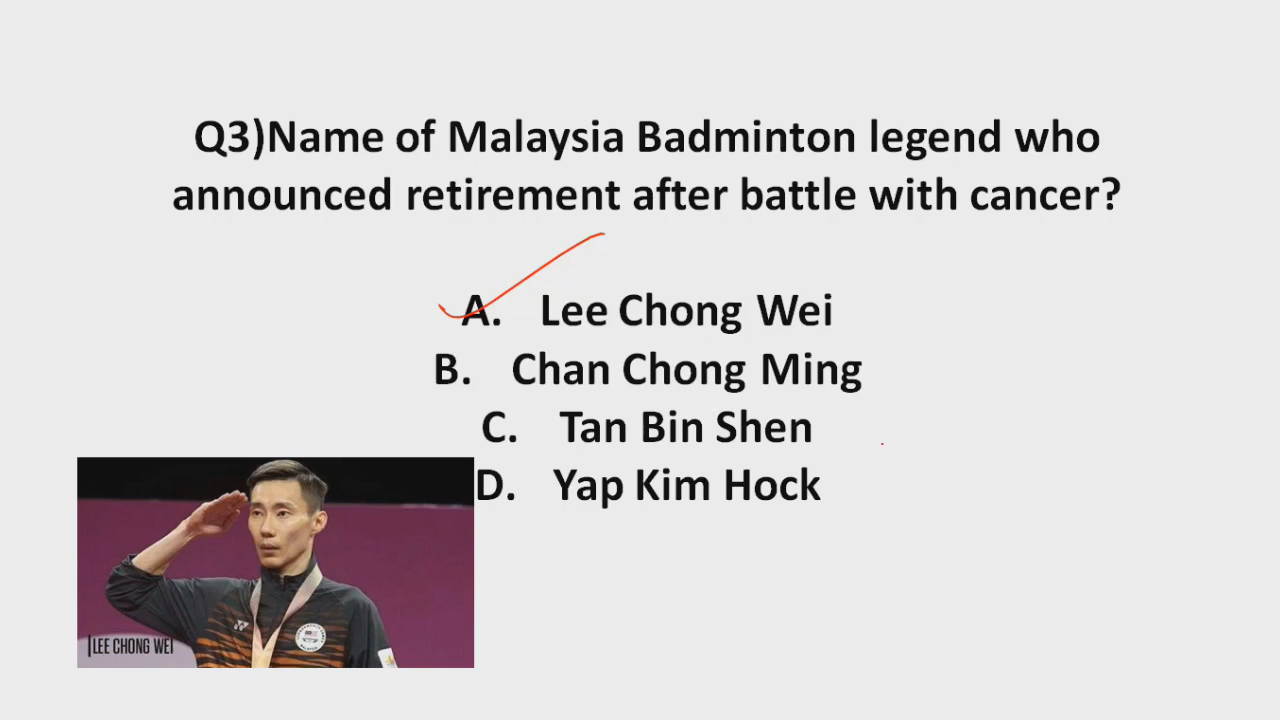 Q3)Name of Malaysia Badminton legend who
announced retirement after battle with cancer?
A. Lee Chong Wei
B. Chan Chong Ming
C. Tan Bin Shen
D. Yap Kim Hock
LEE CHONG WEI